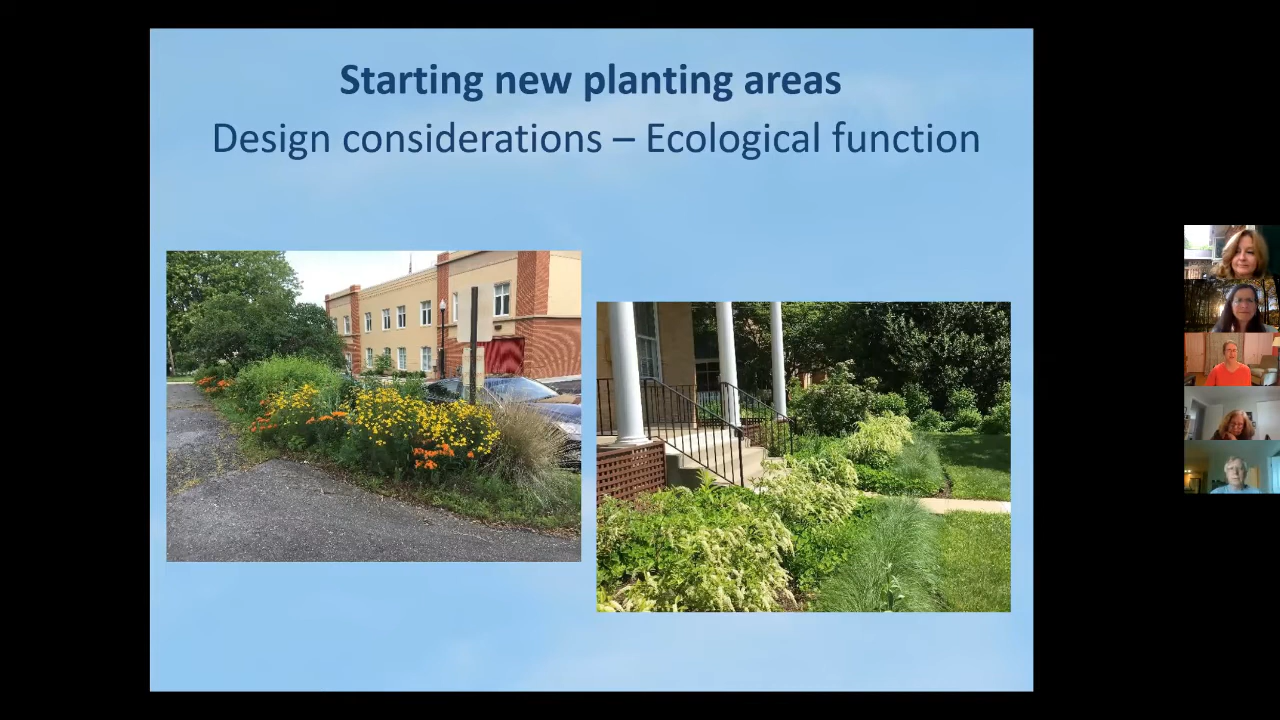 Starting new planting areas
Design considerations – Ecological function